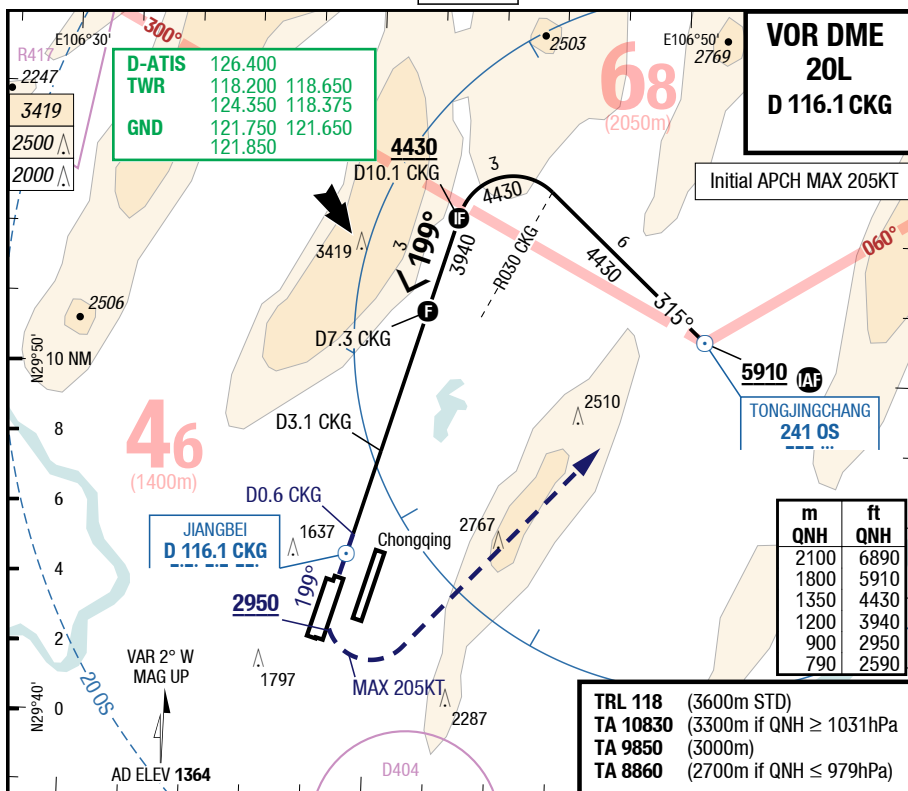 VOR DME
20L
D 116.1 CKG
Initial APCH MAX 205KT
E106°30'
300°
2503
E106°50'
2769
R417
2247
D-ATIS 126.400
TWR 118.200 118.650
124.350 118.375
GND 121.750 121.650
121.850
68
(2050m)
3419
2500
2000
4430
D10.1 CKG
IF
3
4430
6
4430
315°
060°
R030 CKG
3419
3
199°
3940
F
D7.3 CKG
2506
N29°50'
10 NM
5910 IAF
TONGJINGCHANG
241 OS
2510
46
(1400m)
D3.1 CKG
8
6
4
2
0
D0.6 CKG
JIANGBEI
D 116.1 CKG
1637
Chongqing
2767
199°
2950
MAX 205KT
1797
2287
N29°40'
20 OS
VAR 2° W
MAG UP
AD ELEV 1364
D404
m ft
QNH QNH
2100 6890
1800 5910
1350 4430
1200 3940
900 2950
790 2590
TRL 118 (3600m STD)
TA 10830 (3300m if QNH ≥ 1031hPa
TA 9850 (3000m)
TA 8860 (2700m if QNH ≤ 979hPa)